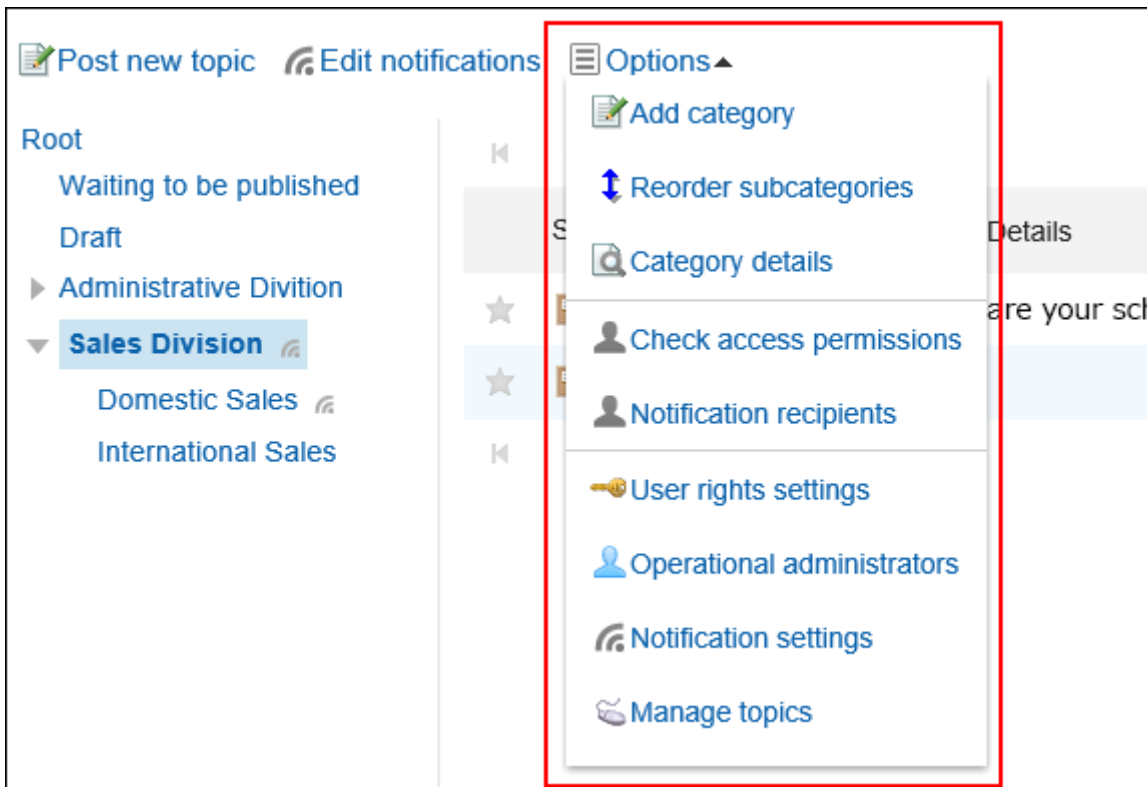 Post new topic Edit notifications Options
Add category
Root
Waiting to be published
Reorder subcategories
Draft
S Details
Category details
Administrative Divition
are your sch
Sales Division
Check access permissions
Domestic Sales
Notification recipients
International Sales
User rights settings
Operational administrators
Notification settings
Manage topics